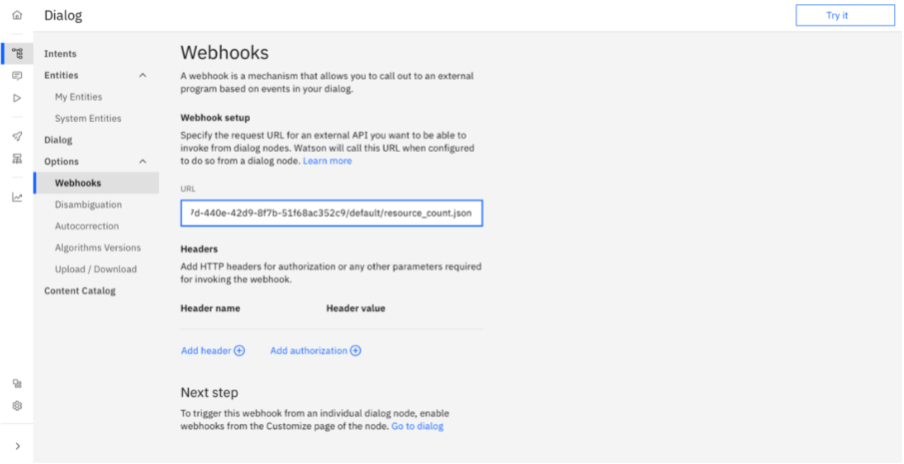 Dialog
Try it
Intents
Entities
My Entities
System Entities
Dialog
Options
Webhooks
Disambiguation
Autocorrection
Algorithms Versions
Upload / Download
Content Catalog
Webhooks
A webhook is a mechanism that allows you to call out to an external
program based on events in your dialog.
Webhook setup
Specify the request URL for an external API you want to be able to
invoke from dialog nodes. Watson will call this URL when configured
to do so from a dialog node. Learn more
URL
7d-440e-42d9-8f7b-51f68ac352c9/default/resource_count.json
Headers
Add HTTP headers for authorization or any other parameters required
for invoking the webhook.
Header name Header value
Add header Add authorization
Next step
To trigger this webhook from an individual dialog node, enable
webhooks from the Customize page of the node. Go to dialog